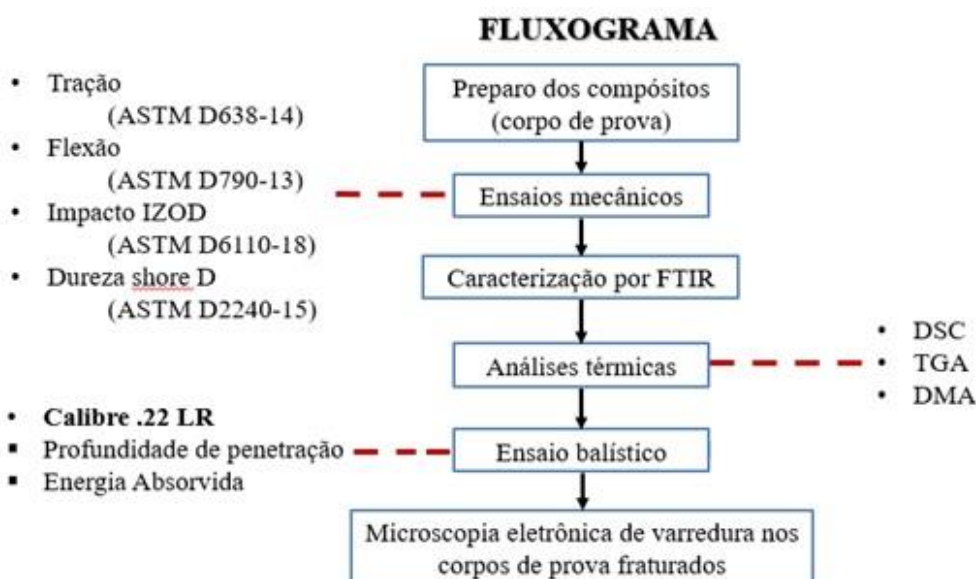 FLUXOGRAMA
• Tração
(ASTM D638-14)
• Flexão
(ASTM D790-13)
• Impacto IZOD
(ASTM D6110-18)
• Dureza shore D
(ASTM D2240-15)
Preparo dos compósitos
(corpo de prova)
Ensaios mecânicos
Caracterização por FTIR
Análises térmicas
• DSC
• TGA
• DMA
• Calibre .22 LR
▪ Profundidade de penetração
▪ Energia Absorvida
Ensaio balístico
Microscopia eletrônica de varredura nos
corpos de prova fraturados